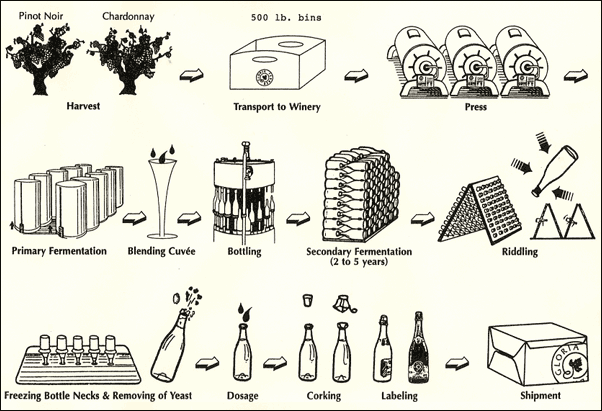 Pinot Noir
Chardonnay
500 lb. bins
Harvest
Transport to Winery
Press
Primary Fermentation
Blending Cuvée
Bottling
Secondary Fermentation
(2 to 5 years)
Riddling
Freezing Bottle Necks & Removing of Yeast
Dosage
Corking
Labeling
Shipment
GLORIA